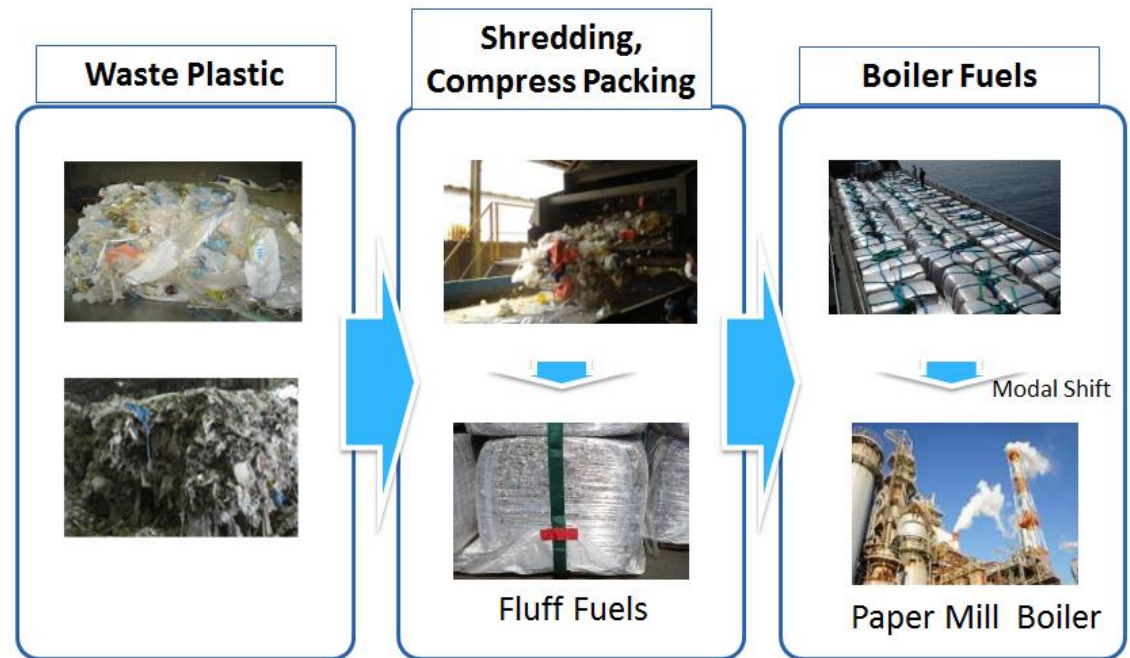 Waste Plastic
Shredding,
Compress Packing
Boiler Fuels
Modal Shift
Fluff Fuels
Paper Mill Boiler